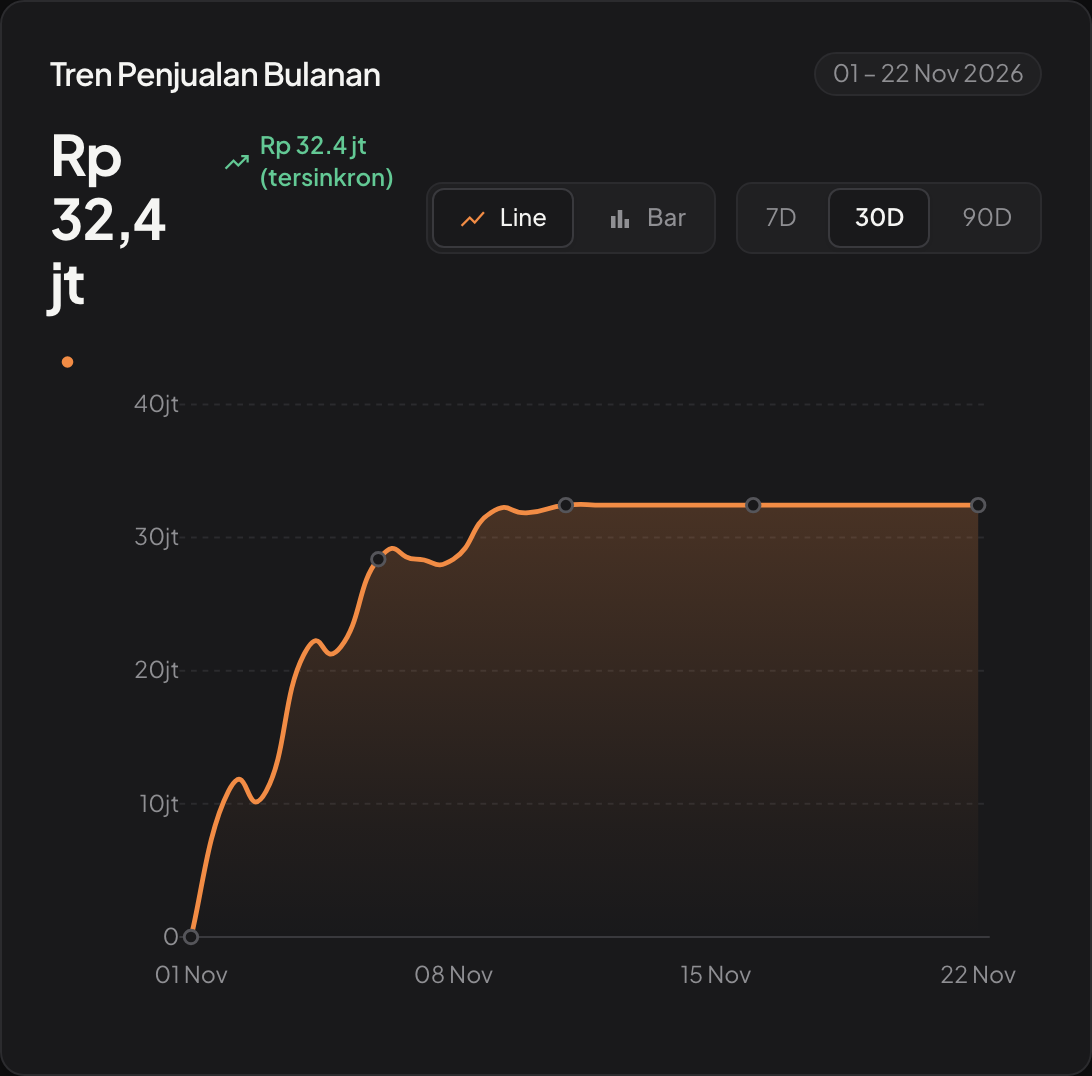 Tren Penjualan Bulanan
01 – 22 Nov 2026
Rp
32,4
jt
Rp 32.4 jt
(tersinkron)
Line
Bar
7D
30D
90D
40jt
30jt
20jt
10jt
0
01 Nov
08 Nov
15 Nov
22 Nov